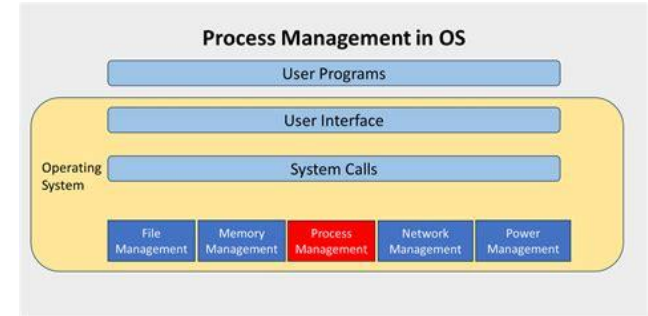 Process Management in OS
User Programs
User Interface
Operating
System
System Calls
File
Management
Memory
Management
Process
Management
Network
Management
Power
Management